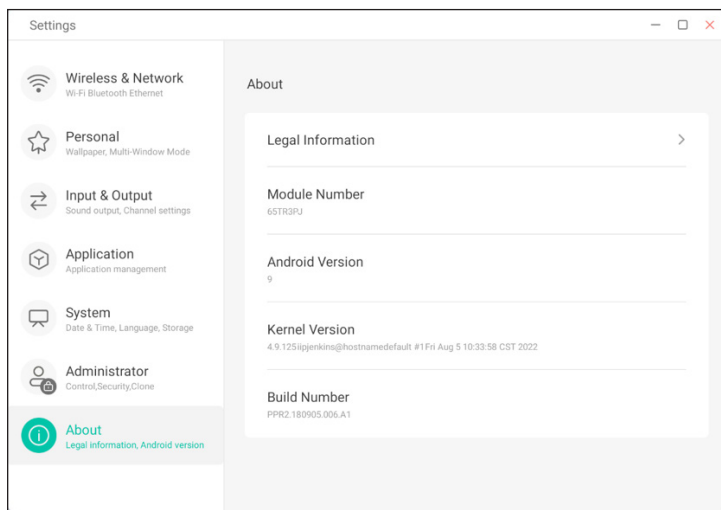 Settings
Wireless & Network
Wi-Fi Bluetooth Ethernet
Personal
Wallpaper, Multi-Window Mode
Input & Output
Sound output, Channel settings
Application
Application management
System
Date & Time, Language, Storage
Administrator
Control,Security,Clone
About
Legal information, Android version
About
Legal Information
Module Number
65TR3PJ
Android Version
9
Kernel Version
4.9.125iipjenkins@hostnamedefault #1Fri Aug 5 10:33:58 CST 2022
Build Number
PPR2.180905.006.A1